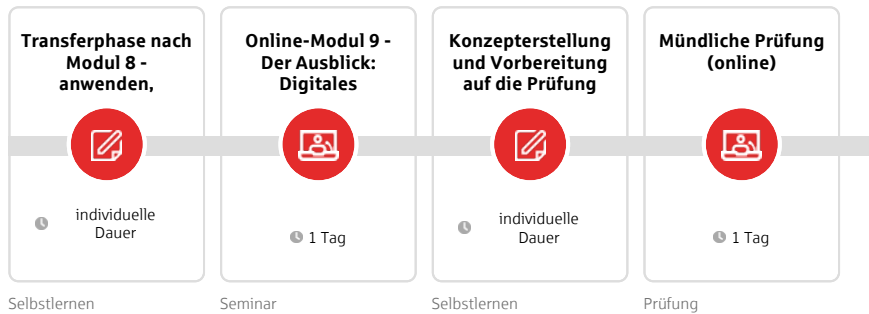 Transferphase nach
Modul 8 -
anwenden,
individuelle
Dauer
Selbstlernen
Online-Modul 9 -
Der Ausblick:
Digitales
1 Tag
Seminar
Konzepterstellung
und Vorbereitung
auf die Prüfung
individuelle
Dauer
Selbstlernen
Mündliche Prüfung
(online)
1 Tag
Prüfung